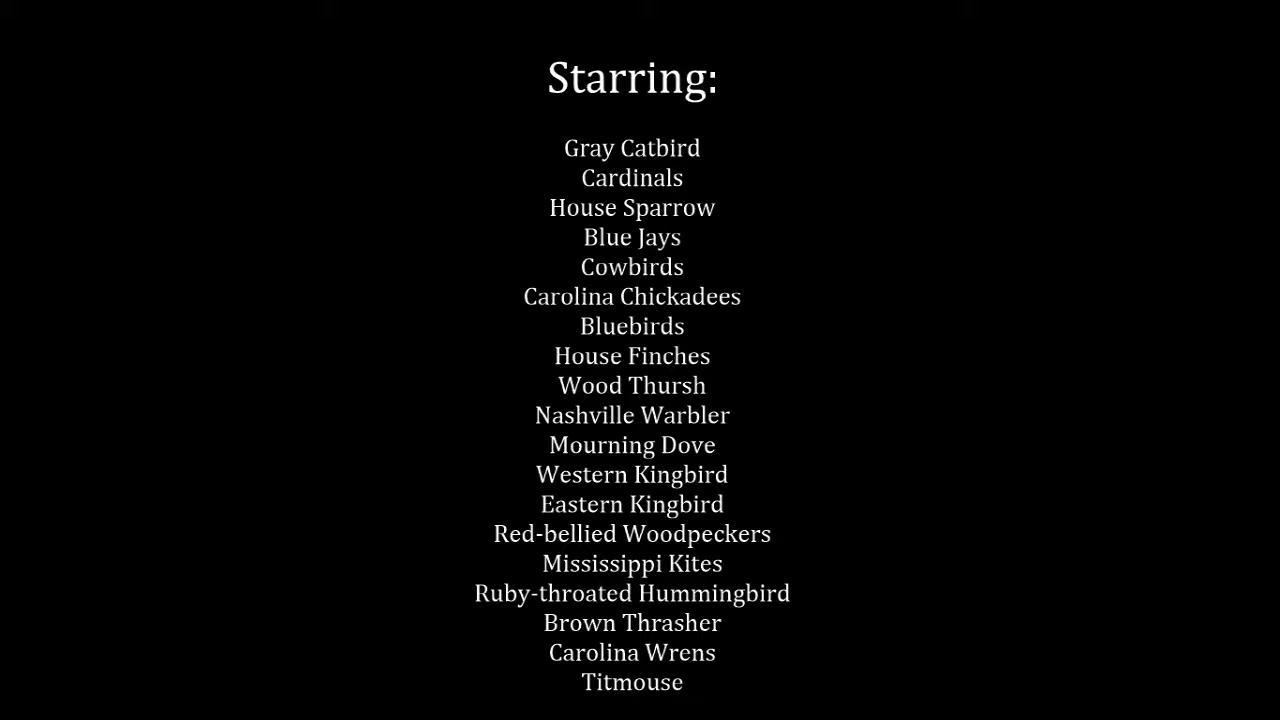 Starring:
Gray Catbird
Cardinals
House Sparrow
Blue Jays
Cowbirds
Carolina Chickadees
Bluebirds
House Finches
Wood Thursh
Nashville Warbler
Mourning Dove
Western Kingbird
Eastern Kingbird
Red-bellied Woodpeckers
Mississippi Kites
Ruby-throated Hummingbird
Brown Thrasher
Carolina Wrens
Titmouse